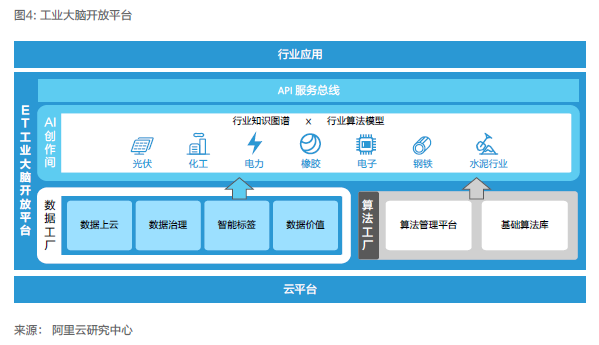 图4: 工业大脑开放平台
行业应用
ET工业大脑开放平台
API 服务总线
AI创作间
行业知识图谱 x 行业算法模型
光伏 化工 电力 橡胶 电子 钢铁 水泥行业
数据工厂
数据上云 数据治理 智能标签 数据价值
算法工厂
算法管理平台 基础算法库
云平台
来源： 阿里云研究中心